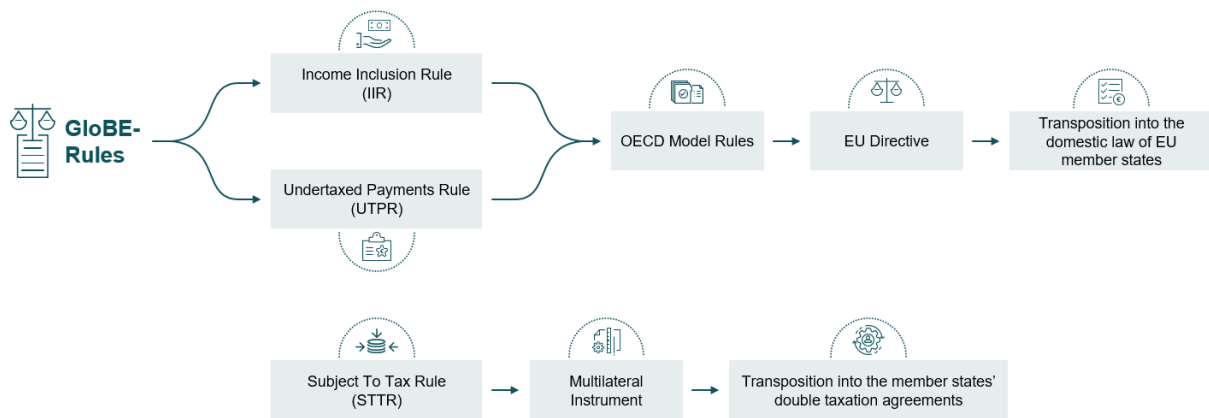 GloBE-
Rules
Income Inclusion Rule
(IIR)
Undertaxed Payments Rule
(UTPR)
OECD Model Rules
EU Directive
Transposition into the
domestic law of EU
member states
Subject To Tax Rule
(STTR)
Multilateral
Instrument
Transposition into the member states’
double taxation agreements